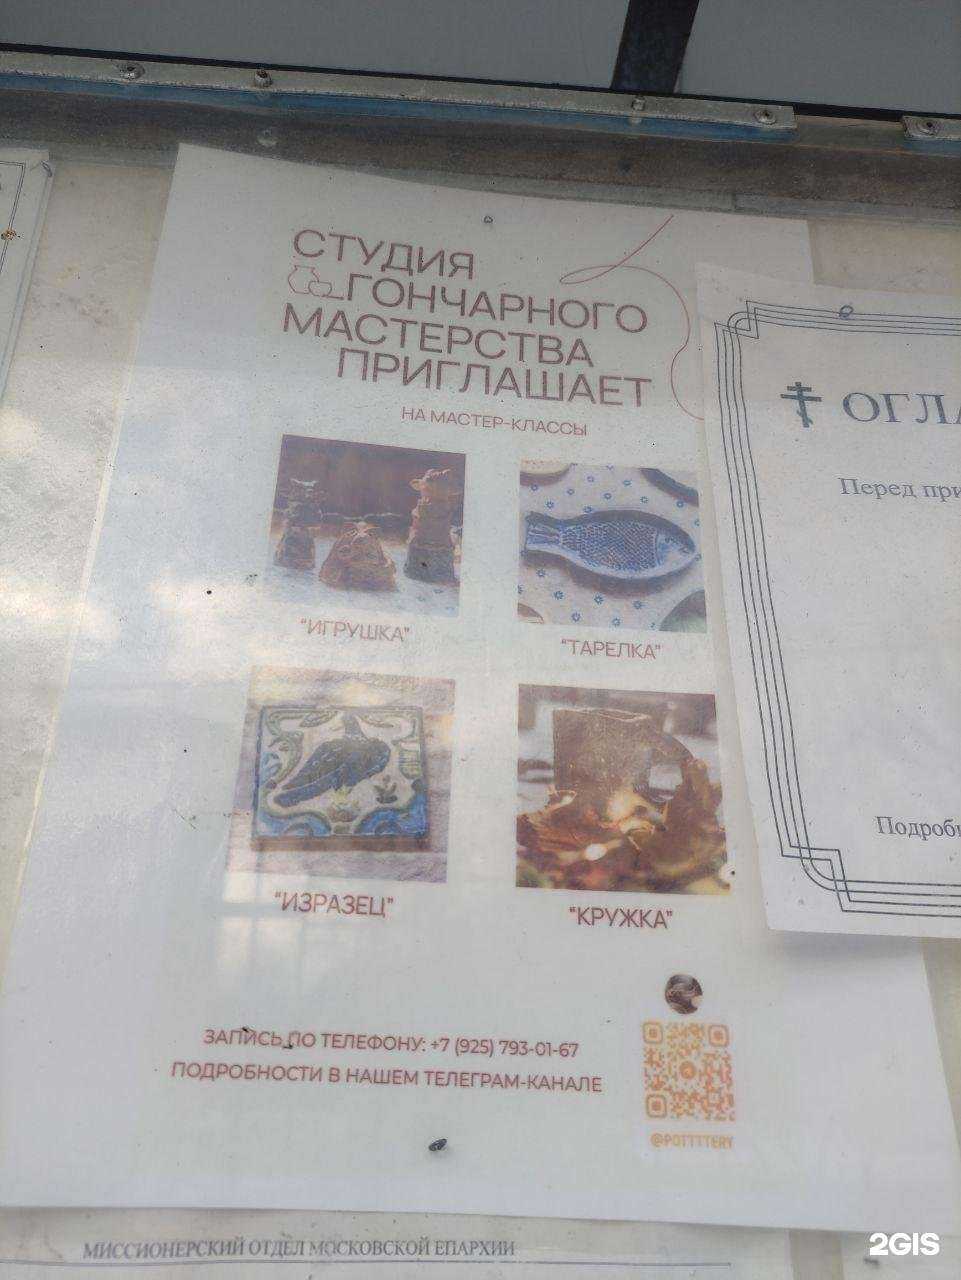 СТУДИЯ
ГОНЧАРНОГО
МАСТЕРСТВА
ПРИГЛАШАЕТ
НА МАСТЕР-КЛАССЫ
"ИГРУШКА"
"ТАРЕЛКА"
"ИЗРАЗЕЦ"
"КРУЖКА"
ЗАПИСЬ ПО ТЕЛЕФОНУ: +7 (925) 793-01-67
ПОДРОБНОСТИ В НАШЕМ ТЕЛЕГРАМ-КАНАЛЕ
@POTTTTERY
ОГЛА
Перед при
Подроб
МИССИОНЕРСКИЙ ОТДЕЛ МОСКОВСКОЙ ЕПАРХИИ
2GIS